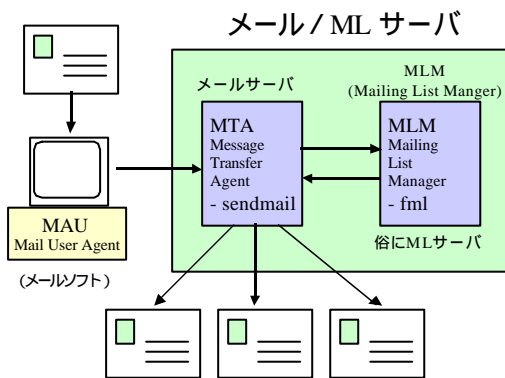 メール / ML サーバ
メールサーバ
MLM
(Mailing List Manger)
MTA
Message
Transfer
Agent
- sendmail
MLM
Mailing
List
Manager
- fml
MAU
Mail User Agent
(メールソフト)
俗にMLサーバ